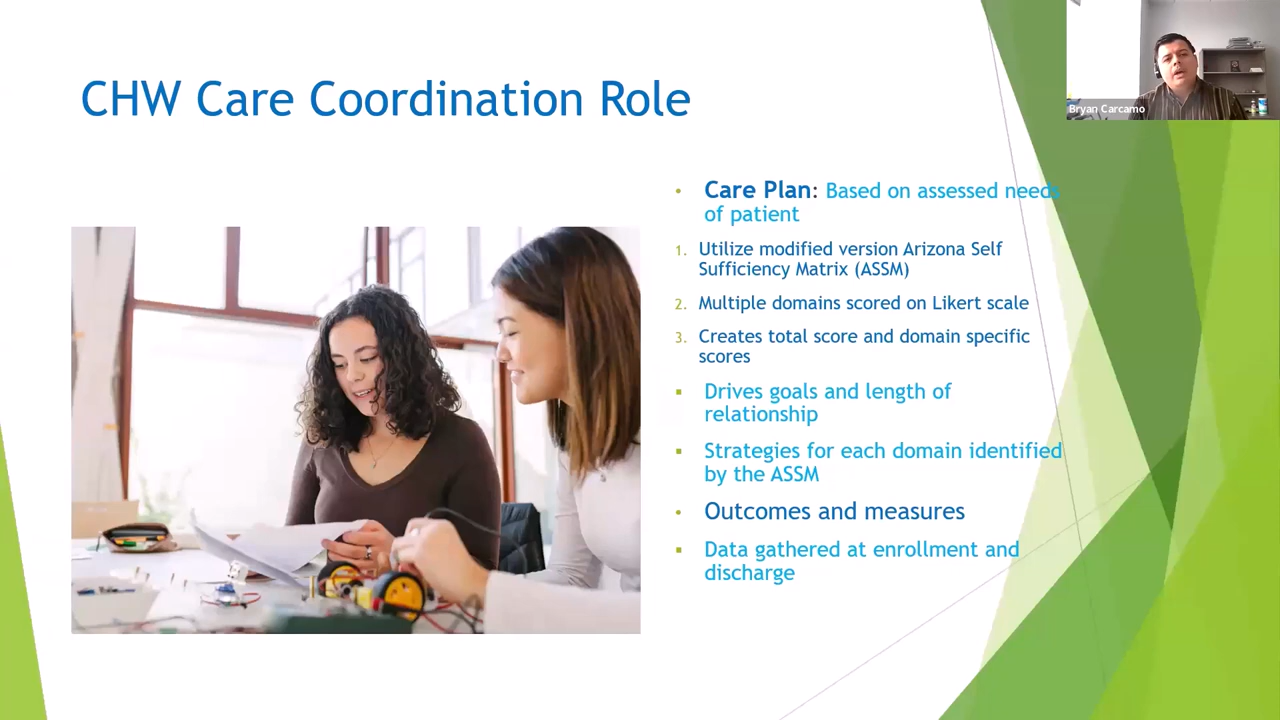 CHW Care Coordination Role
Bryan Carcamo
• Care Plan: Based on assessed needs
of patient
1. Utilize modified version Arizona Self
Sufficiency Matrix (ASSM)
2. Multiple domains scored on Likert scale
3. Creates total score and domain specific
scores
▪ Drives goals and length of
relationship
▪ Strategies for each domain identified
by the ASSM
• Outcomes and measures
▪ Data gathered at enrollment and
discharge